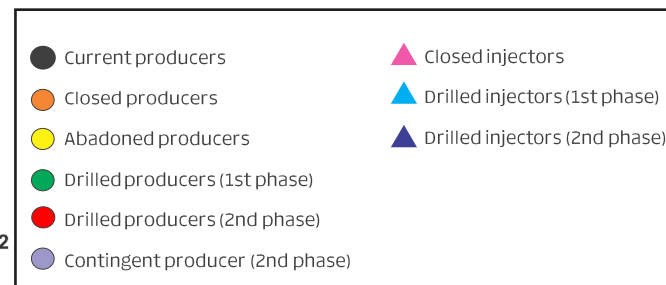 Current producers
Closed producers
Abadoned producers
Drilled producers (1st phase)
Drilled producers (2nd phase)
Contingent producer (2nd phase)
Closed injectors
Drilled injectors (1st phase)
Drilled injectors (2nd phase)
2